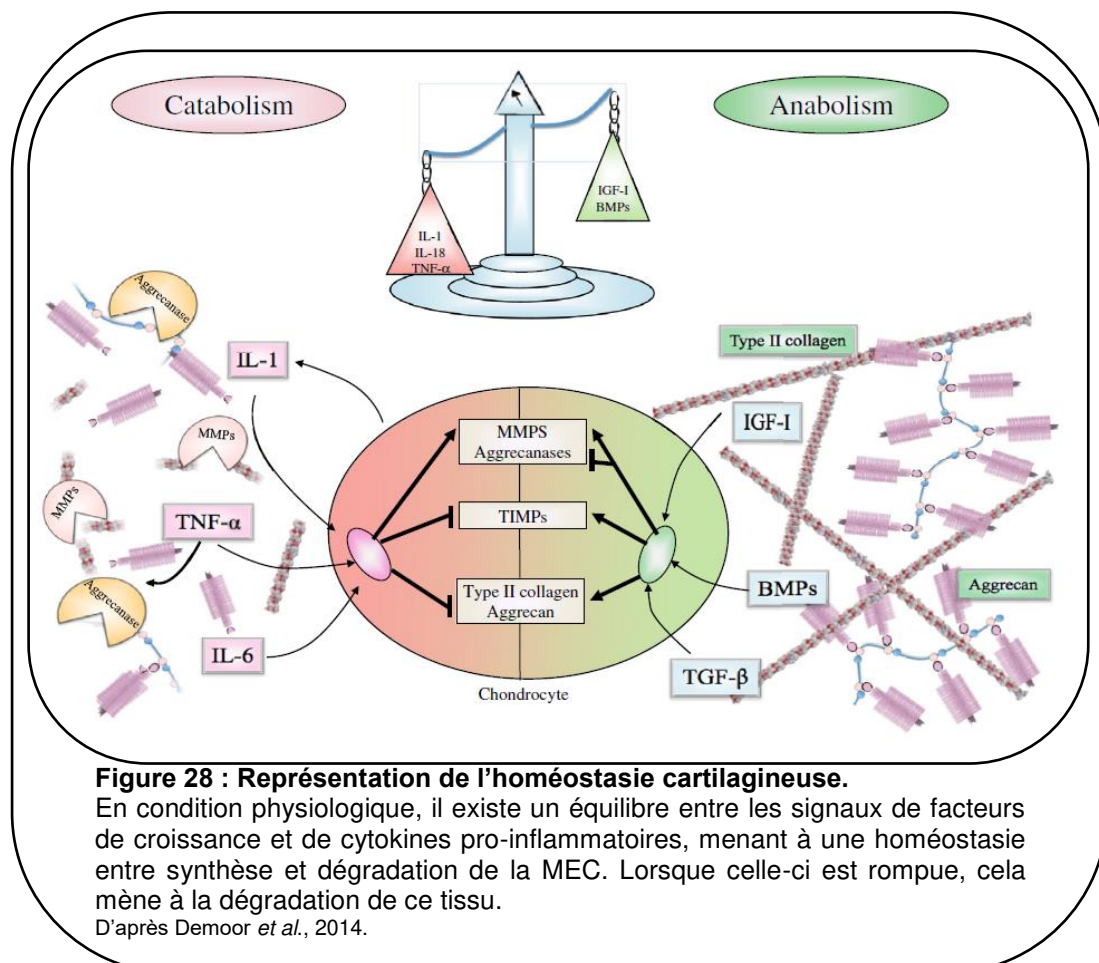 Catabolism
Anabolism
IGF-I
BMPs
IL-1
IL-18
TNF-α
Aggrecanase
IL-1
MMPs
MMPs
TNF-α
Aggrecanase
IL-6
MMPS
Aggrecanases
TIMPs
Type II collagen
Aggrecan
Chondrocyte
Type II collagen
IGF-I
BMPs
Aggrecan
TGF-β
Figure 28 : Représentation de l’homéostasie cartilagineuse.
En condition physiologique, il existe un équilibre entre les signaux de facteurs
de croissance et de cytokines pro-inflammatoires, menant à une homéostasie
entre synthèse et dégradation de la MEC. Lorsque celle-ci est rompue, cela
mène à la dégradation de ce tissu.
D’après Demoor et al., 2014.